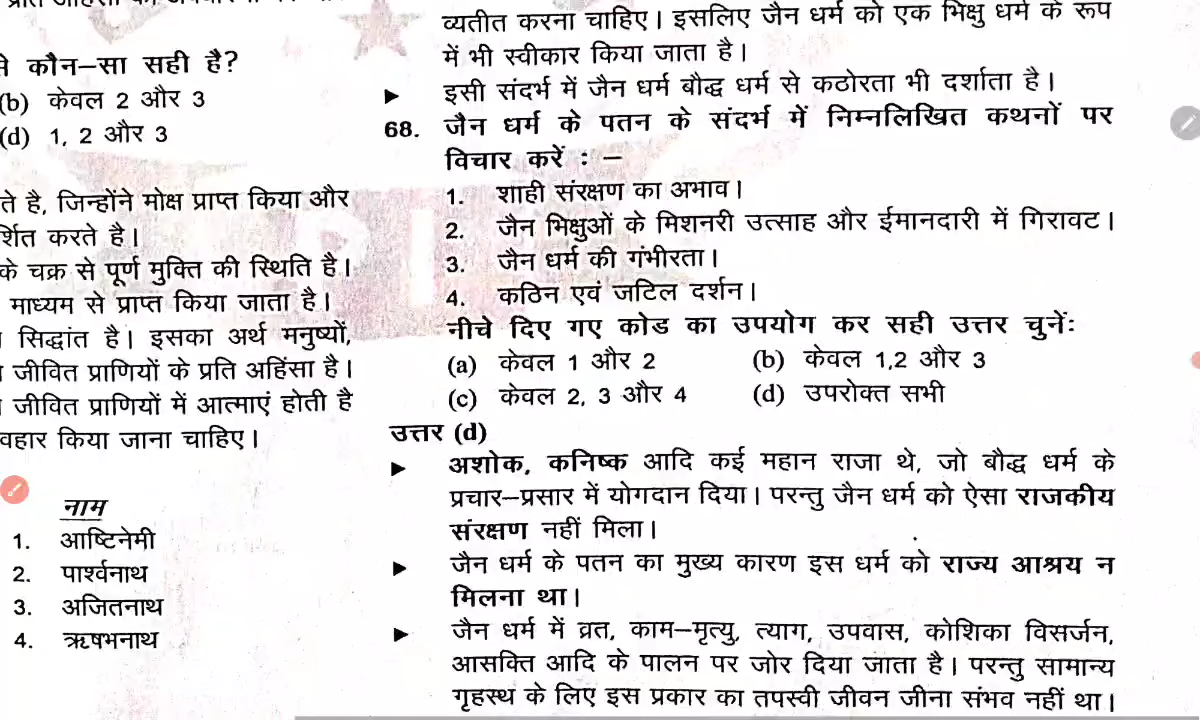 कौन–सा सही है?
(b) केवल 2 और 3
(d) 1, 2 और 3
ते है, जिन्होंने मोक्ष प्राप्त किया और
र्शित करते है।
के चक्र से पूर्ण मुक्ति की स्थिति है।
माध्यम से प्राप्त किया जाता है।
सिद्धांत है। इसका अर्थ मनुष्यों,
जीवित प्राणियों के प्रति अहिंसा है।
जीवित प्राणियों में आत्माएं होती है
वहार किया जाना चाहिए।
नाम
1. आष्टिनेमी
2. पार्श्वनाथ
3. अजितनाथ
4. ऋषभनाथ
व्यतीत करना चाहिए। इसलिए जैन धर्म को एक भिक्षु धर्म के रूप
में भी स्वीकार किया जाता है।
► इसी संदर्भ में जैन धर्म बौद्ध धर्म से कठोरता भी दर्शाता है।
68. जैन धर्म के पतन के संदर्भ में निम्नलिखित कथनों पर
विचार करें : –
1. शाही संरक्षण का अभाव।
2. जैन भिक्षुओं के मिशनरी उत्साह और ईमानदारी में गिरावट।
3. जैन धर्म की गंभीरता।
4. कठिन एवं जटिल दर्शन।
नीचे दिए गए कोड का उपयोग कर सही उत्तर चुनें:
(a) केवल 1 और 2 (b) केवल 1,2 और 3
(c) केवल 2, 3 और 4 (d) उपरोक्त सभी
उत्तर (d)
► अशोक, कनिष्क आदि कई महान राजा थे, जो बौद्ध धर्म के
प्रचार–प्रसार में योगदान दिया। परन्तु जैन धर्म को ऐसा राजकीय
संरक्षण नहीं मिला।
► जैन धर्म के पतन का मुख्य कारण इस धर्म को राज्य आश्रय न
मिलना था।
► जैन धर्म में व्रत, काम–मृत्यु, त्याग, उपवास, कोशिका विसर्जन,
आसक्ति आदि के पालन पर जोर दिया जाता है। परन्तु सामान्य
गृहस्थ के लिए इस प्रकार का तपस्वी जीवन जीना संभव नहीं था।